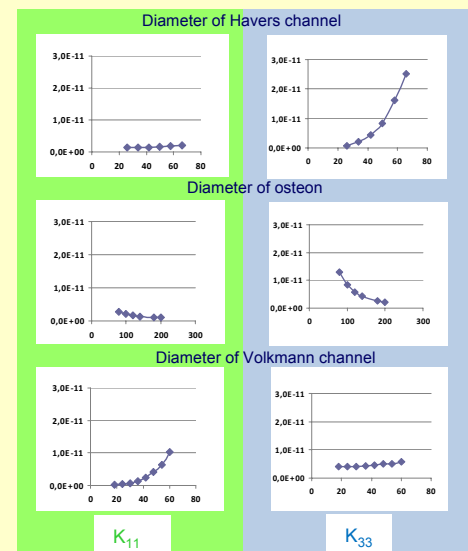 Diameter of Havers channel
3,0E-11
2,0E-11
1,0E-11
0,0E+00
0 20 40 60 80
3,0E-11
2,0E-11
1,0E-11
0,0E+00
0 20 40 60 80
Diameter of osteon
3,0E-11
2,0E-11
1,0E-11
0,0E+00
0 100 200 300
3,0E-11
2,0E-11
1,0E-11
0,0E+00
0 100 200 300
Diameter of Volkmann channel
3,0E-11
2,0E-11
1,0E-11
0,0E+00
0 20 40 60 80
3,0E-11
2,0E-11
1,0E-11
0,0E+00
0 20 40 60 80
K₁₁
K₃₃